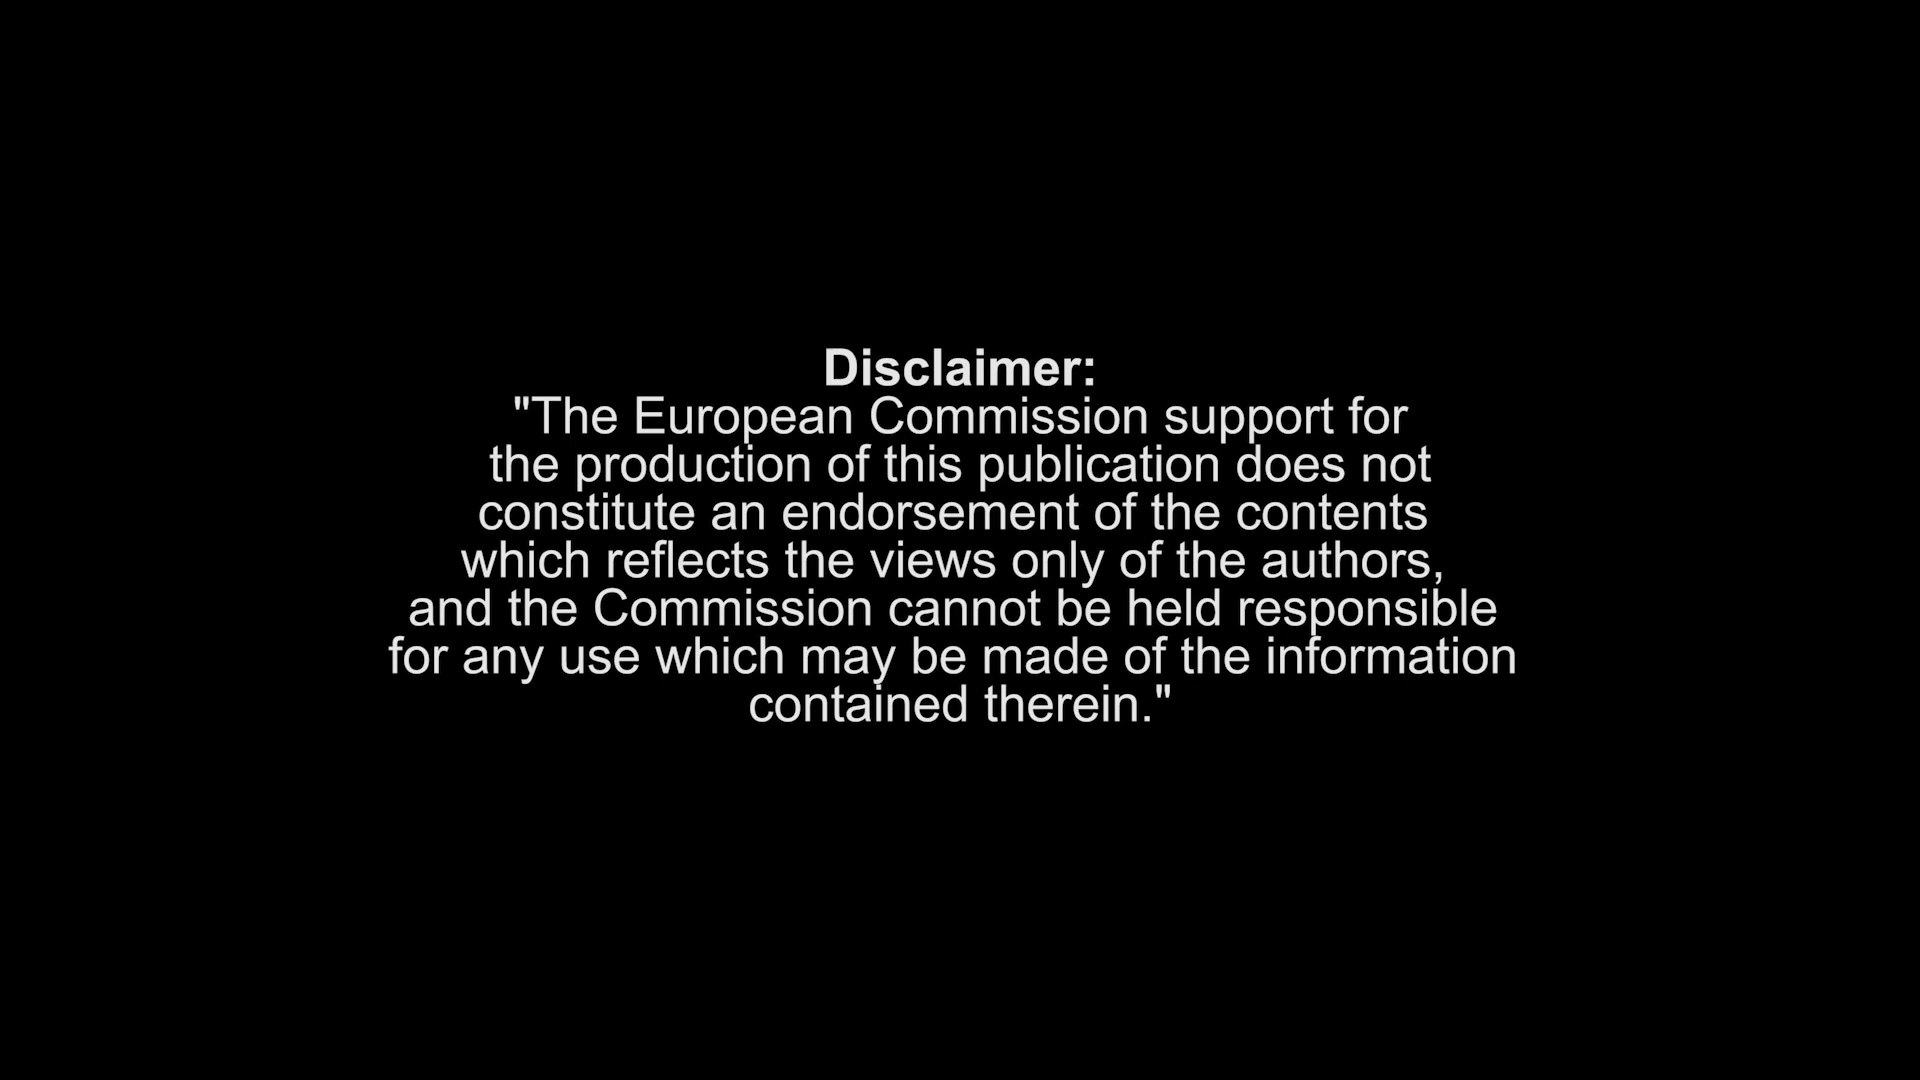 Disclaimer:
"The European Commission support for
the production of this publication does not
constitute an endorsement of the contents
which reflects the views only of the authors,
and the Commission cannot be held responsible
for any use which may be made of the information
contained therein."